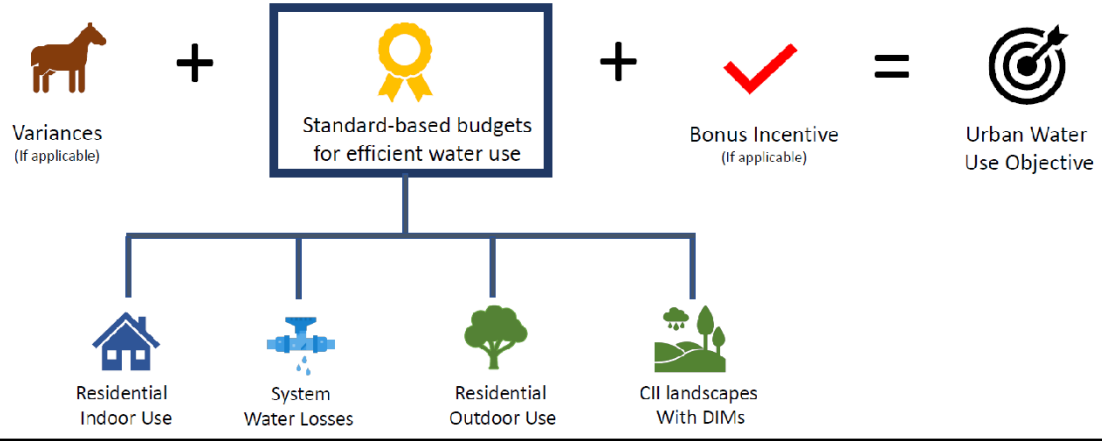 +
+
=
Variances
(If applicable)
Standard-based budgets
for efficient water use
Bonus Incentive
(If applicable)
Urban Water
Use Objective
Residential
Indoor Use
System
Water Losses
Residential
Outdoor Use
CII landscapes
With DIMs